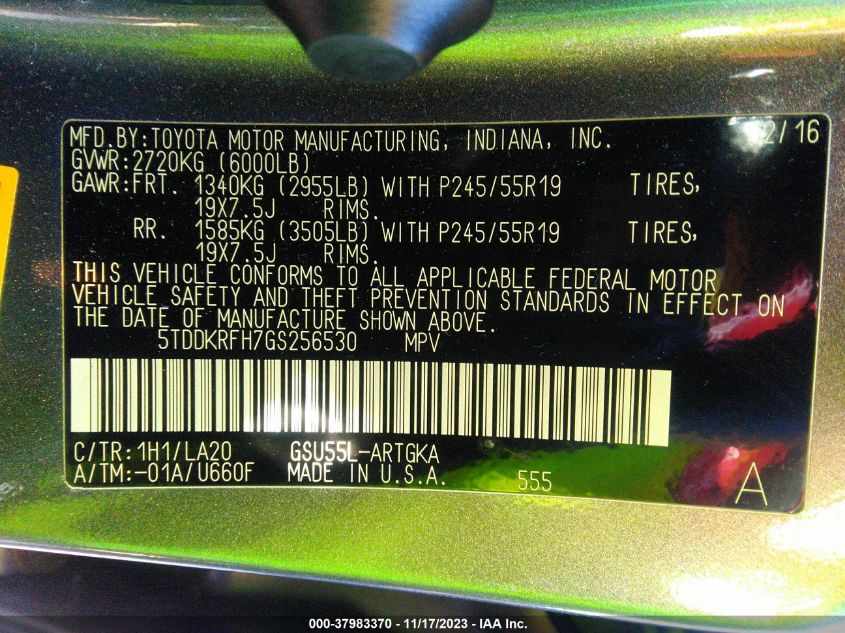 MFD.BY:TOYOTA MOTOR MANUFACTURING, INDIANA, INC. 2/16
GVWR:2720KG (6000LB)
GAWR:FRT. 1340KG (2955LB) WITH P245/55R19 TIRES,
19X7.5J RIMS.
RR. 1585KG (3505LB) WITH P245/55R19 TIRES,
19X7.5J RIMS.
THIS VEHICLE CONFORMS TO ALL APPLICABLE FEDERAL MOTOR
VEHICLE SAFETY AND THEFT PREVENTION STANDARDS IN EFFECT ON
THE DATE OF MANUFACTURE SHOWN ABOVE.
5TDDKRFH7GS256530 MPV
C/TR:1H1/LA20 GSU55L-ARTGKA
A/TM:-01A/U660F MADE IN U.S.A. 555 A
000-37983370 - 11/17/2023 - IAA Inc.